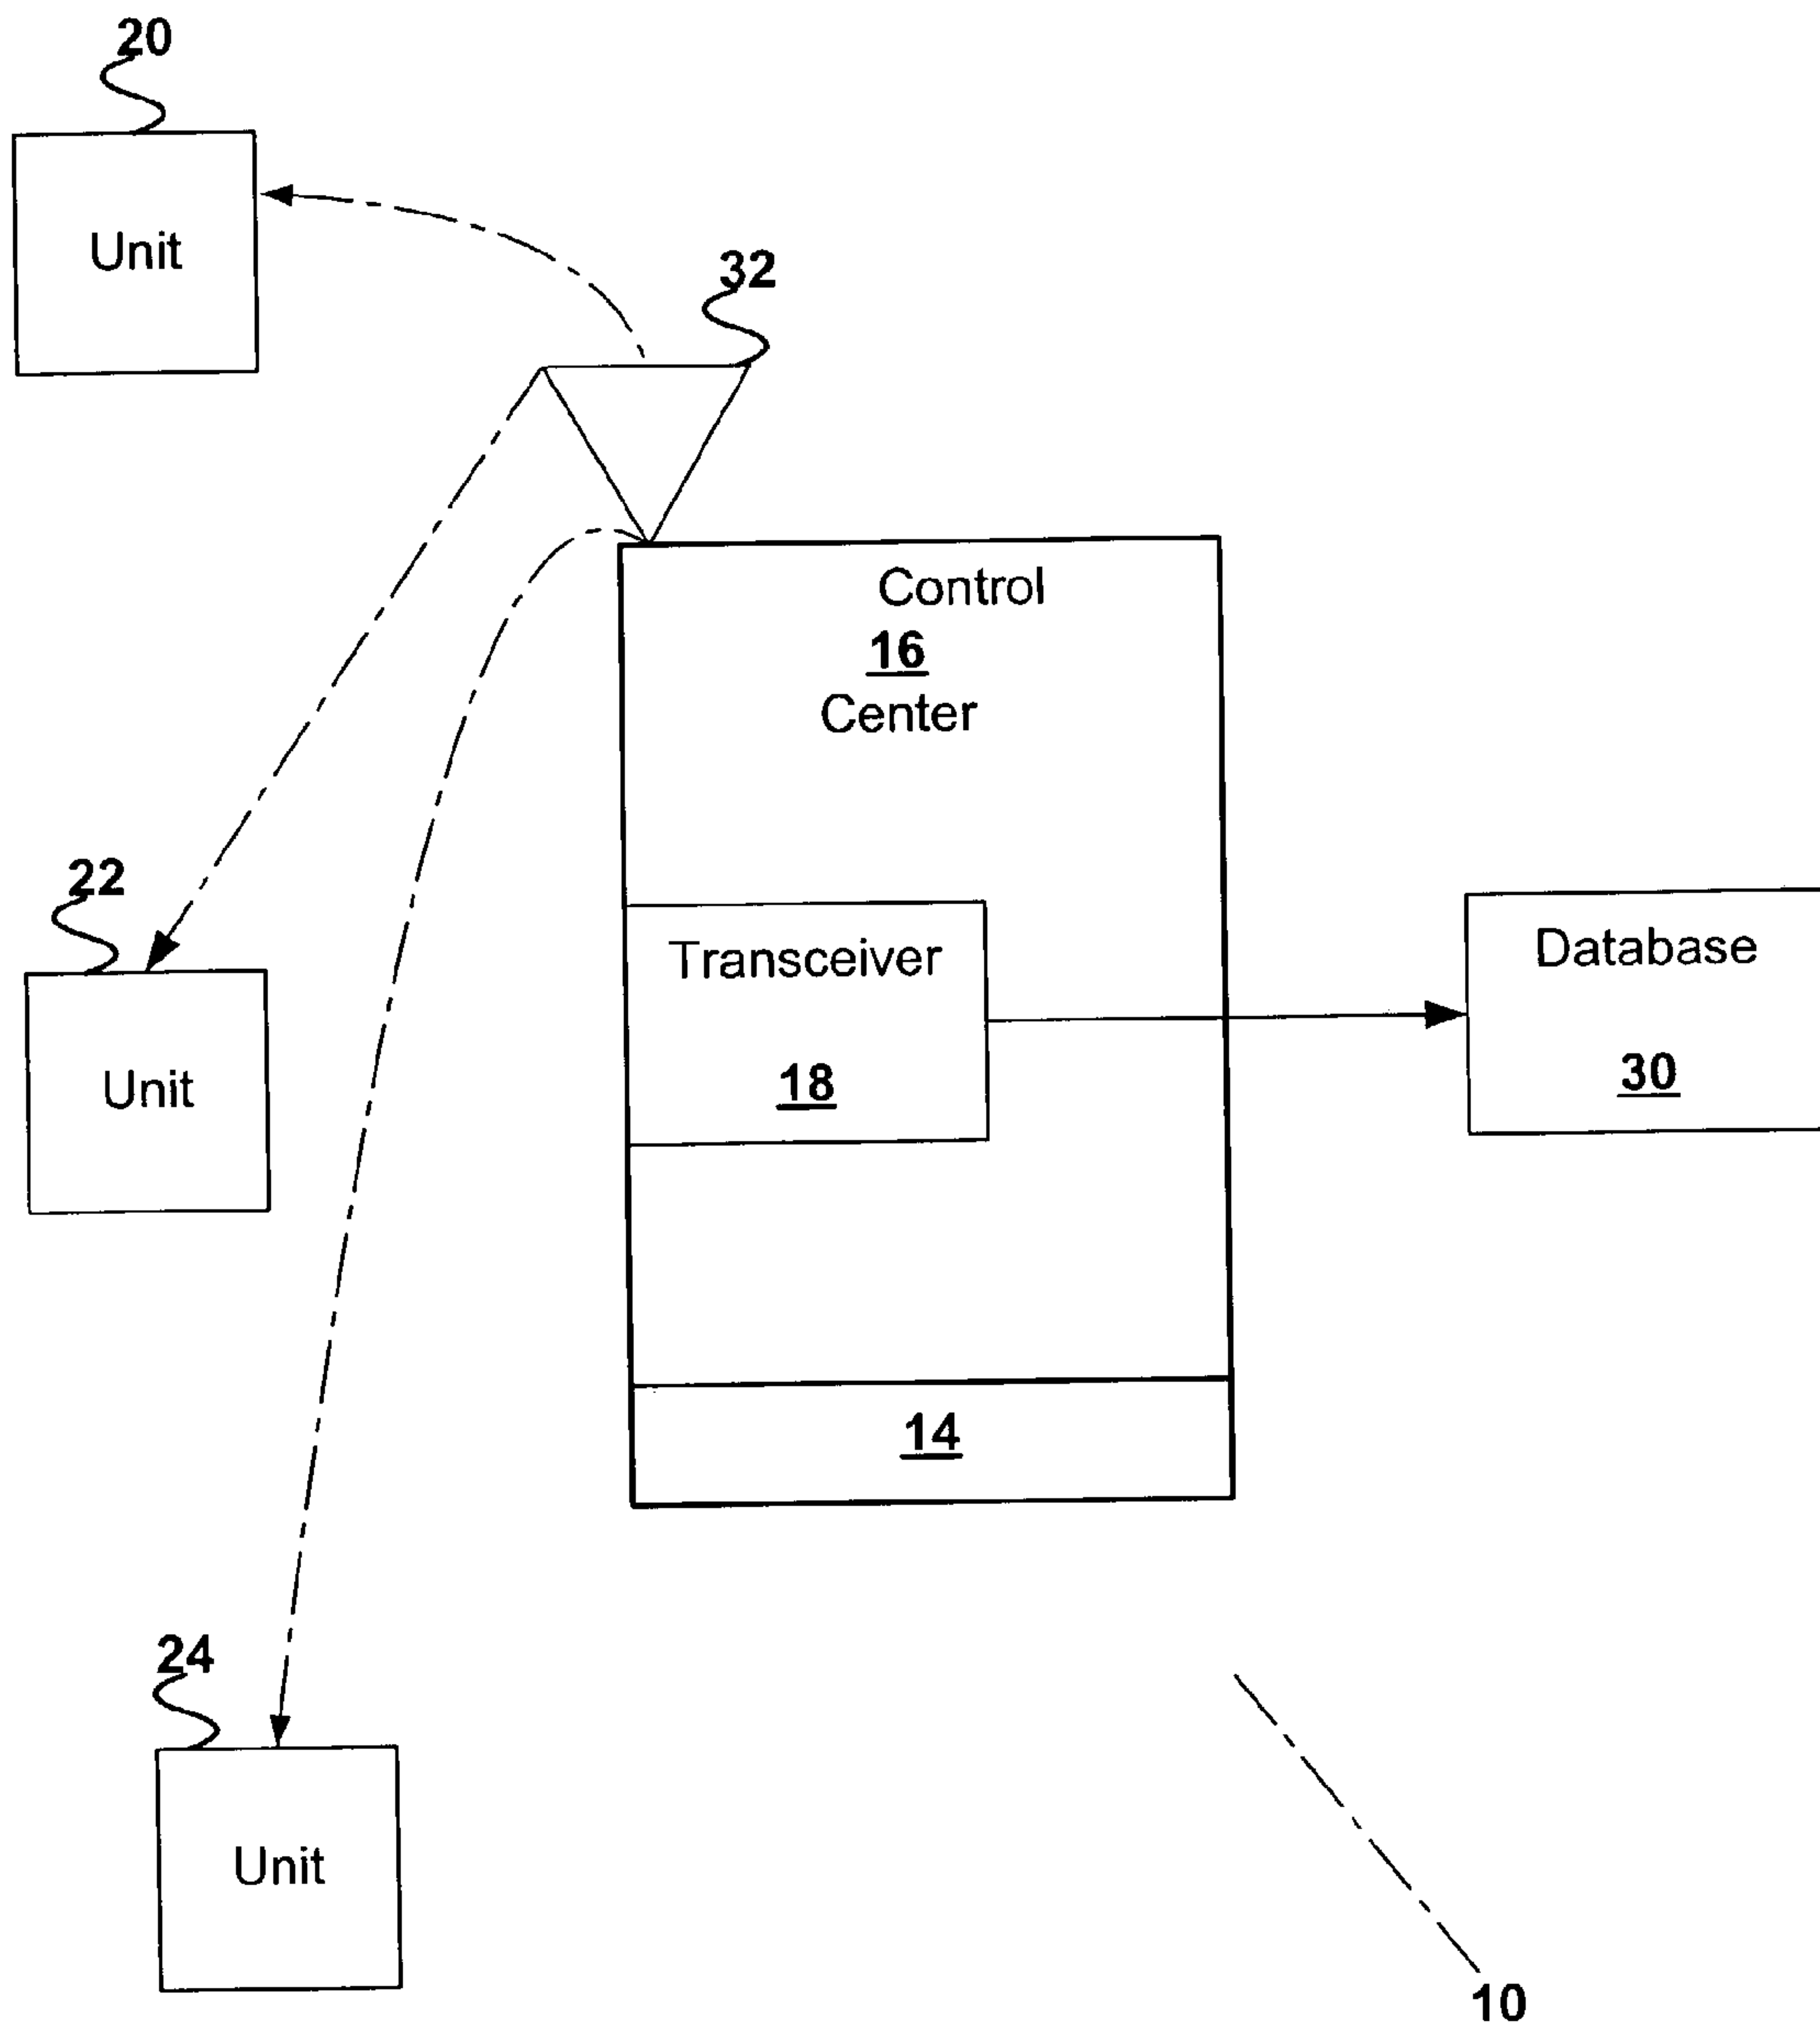 20
Unit
32
Control
16
Center
22
Unit
Transceiver
18
Database
30
14
24
Unit
10